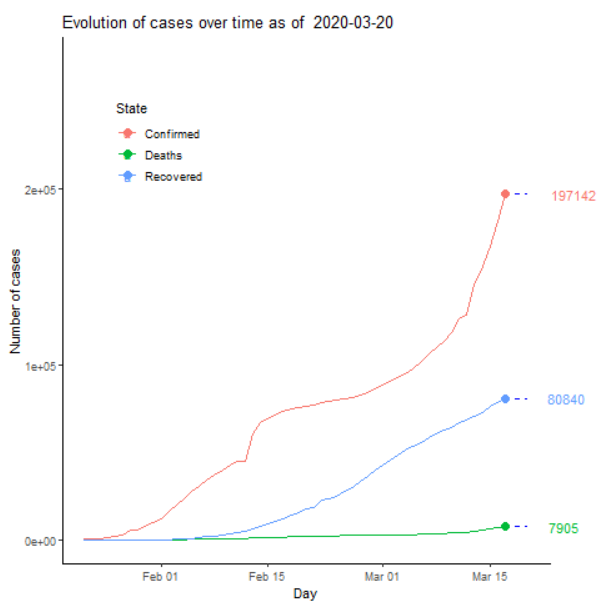 Evolution of cases over time as of  2020-03-20
State
Confirmed
Deaths
Recovered
2e+05
197142
Number of cases
1e+05
80840
7905
0e+00
Feb 01
Feb 15
Mar 01
Mar 15
Day